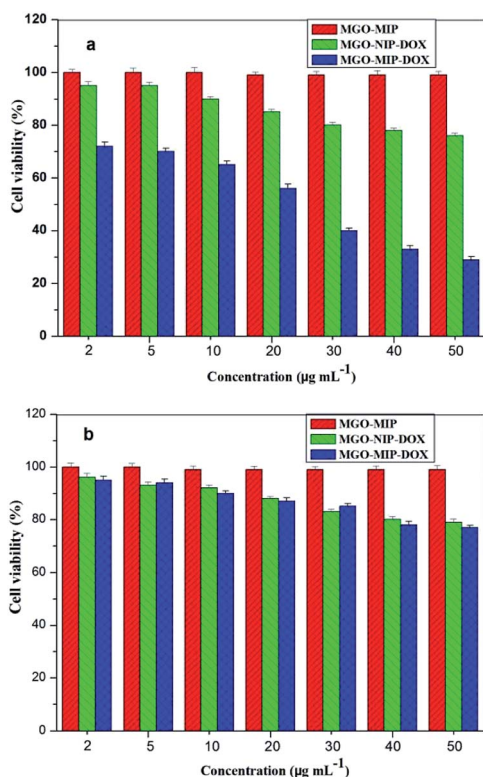 120
a
MGO-MIP
MGO-NIP-DOX
MGO-MIP-DOX
100
80
60
40
20
0
Cell viability (%)
2 5 10 20 30 40 50
Concentration (µg mL⁻¹)
120
b
MGO-MIP
MGO-NIP-DOX
MGO-MIP-DOX
100
80
60
40
20
0
Cell viability (%)
2 5 10 20 30 40 50
Concentration (µg mL⁻¹)